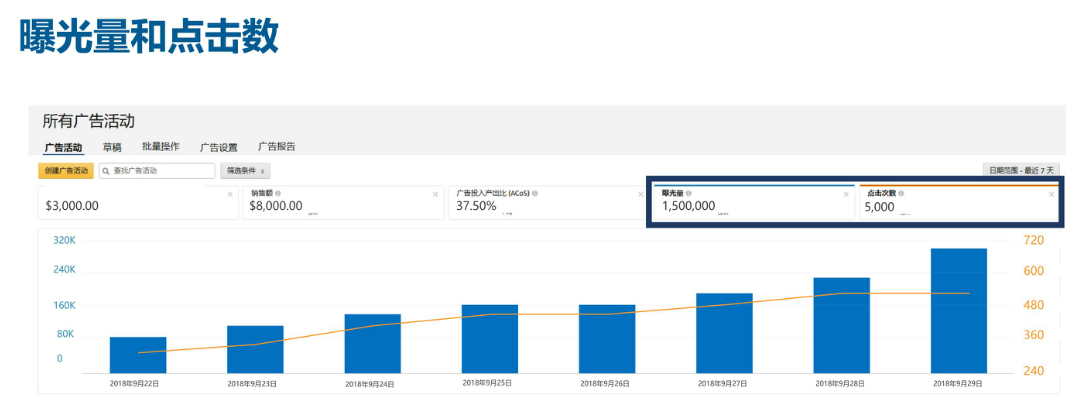 曝光量和点击数
所有广告活动
广告活动 草稿 批量操作 广告设置 广告报告
创建广告活动 查找广告活动 筛选条件 日期范围 - 最近 7 天
销售额 广告投入产出比 (ACoS) 曝光量 点击次数
$3,000.00 $8,000.00 37.50% 1,500,000 5,000
320K 720
240K 600
160K 480
80K 360
0 240
2018年9月22日 2018年9月23日 2018年9月24日 2018年9月25日 2018年9月26日 2018年9月27日 2018年9月28日 2018年9月29日